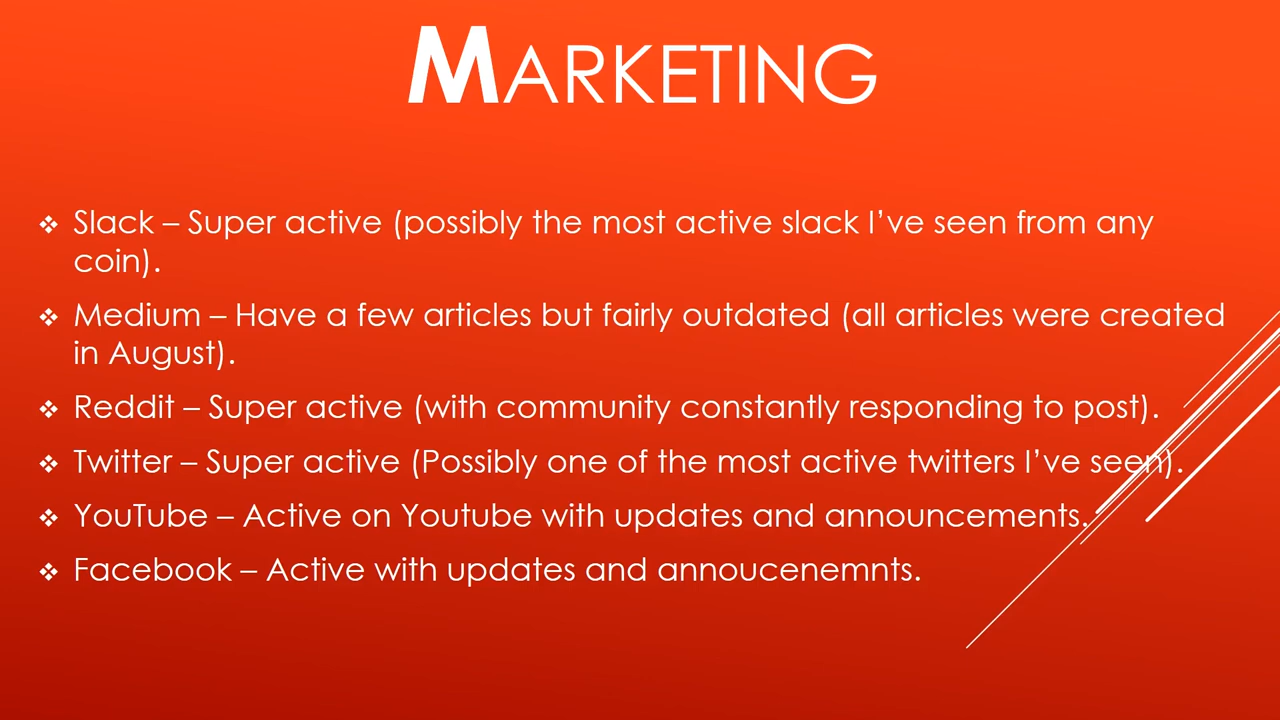 MARKETING
❖ Slack – Super active (possibly the most active slack I’ve seen from any
coin).
❖ Medium – Have a few articles but fairly outdated (all articles were created
in August).
❖ Reddit – Super active (with community constantly responding to post).
❖ Twitter – Super active (Possibly one of the most active twitters I’ve seen).
❖ YouTube – Active on Youtube with updates and announcements.
❖ Facebook – Active with updates and annoucenemnts.